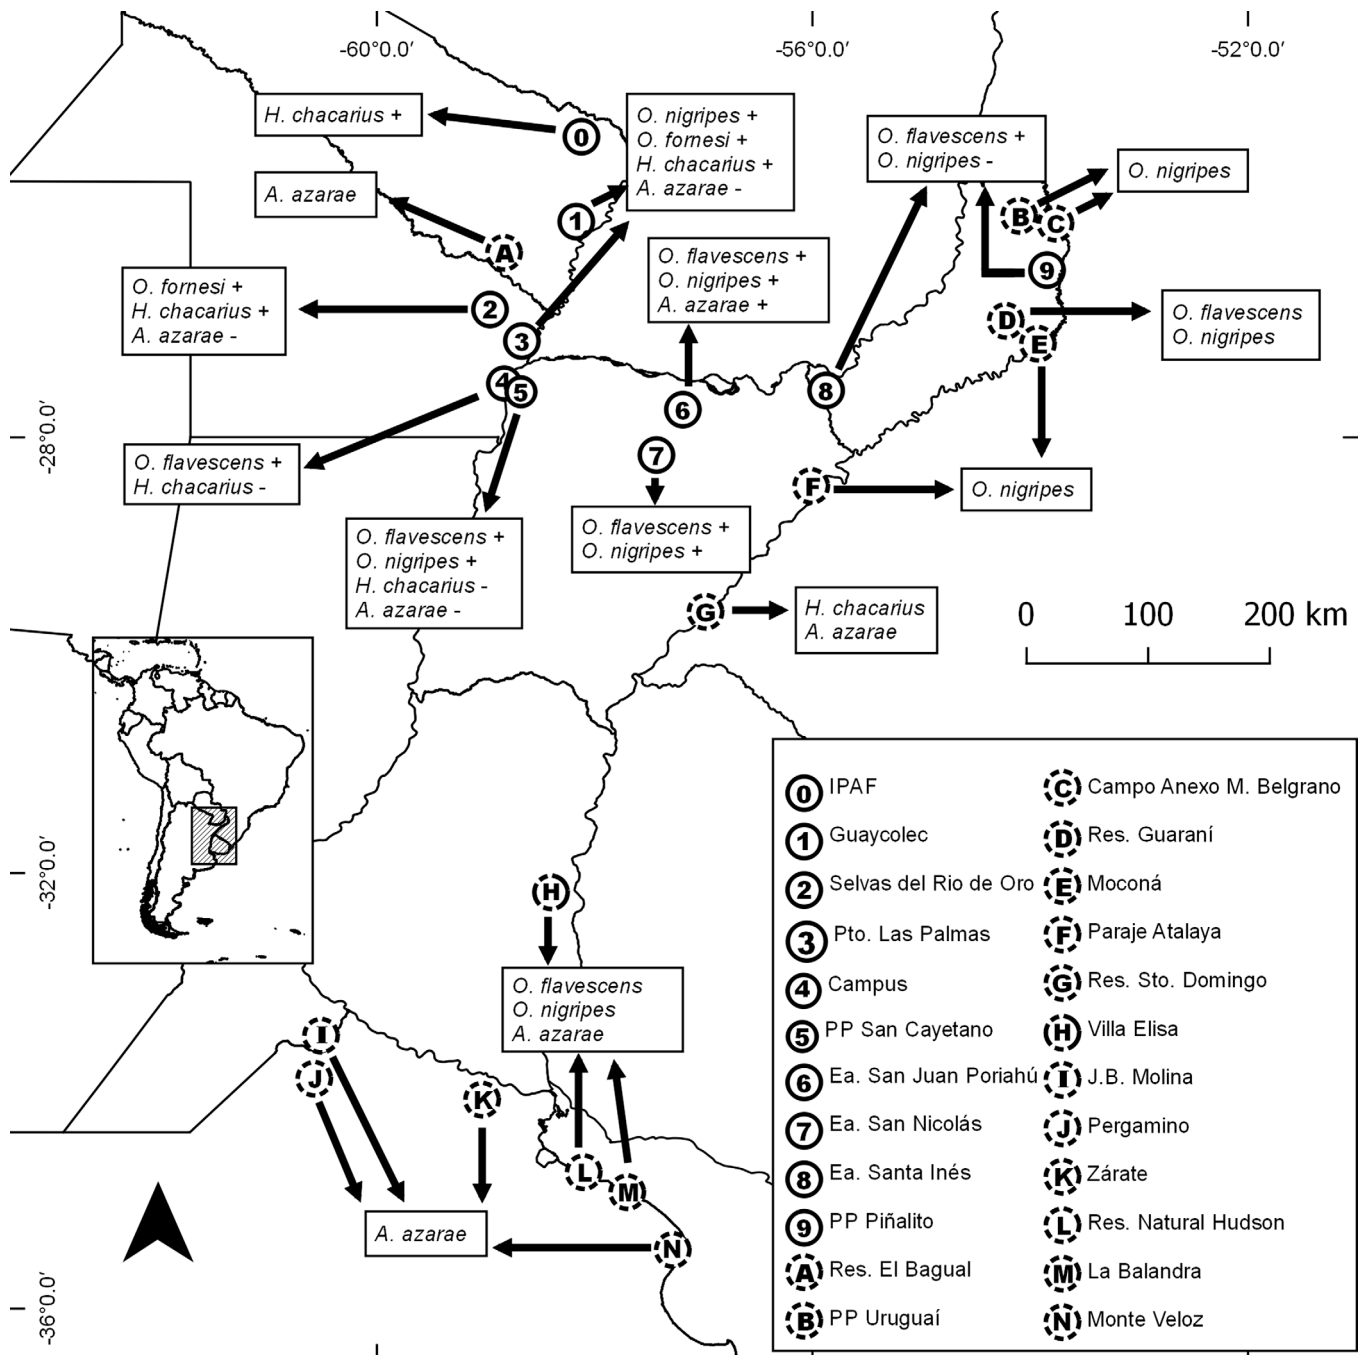 -60°0.0′
-56°0.0′
-52°0.0′
H. chacarius +
0
O. nigripes +
O. fornesi +
H. chacarius +
A. azarae -
O. flavescens +
O. nigripes -
O. nigripes
A. azarae
1
A
B
C
O. flavescens +
O. nigripes +
A. azarae +
9
O. fornesi +
H. chacarius +
A. azarae -
2
3
D
E
O. flavescens
O. nigripes
4
5
6
8
-28°0.0′
O. flavescens +
H. chacarius -
7
F
O. nigripes
O. flavescens +
O. nigripes +
H. chacarius -
A. azarae -
O. flavescens +
O. nigripes +
G
H. chacarius
A. azarae
0 100 200 km
-32°0.0′
H
O. flavescens
O. nigripes
A. azarae
I
J
K
L
M
N
A. azarae
-36°0.0′
0 IPAF
1 Guaycolec
2 Selvas del Rio de Oro
3 Pto. Las Palmas
4 Campus
5 PP San Cayetano
6 Ea. San Juan Poriahú
7 Ea. San Nicolás
8 Ea. Santa Inés
9 PP Piñalito
A Res. El Bagual
B PP Uruguaí
C Campo Anexo M. Belgrano
D Res. Guaraní
E Moconá
F Paraje Atalaya
G Res. Sto. Domingo
H Villa Elisa
I J.B. Molina
J Pergamino
K Zárate
L Res. Natural Hudson
M La Balandra
N Monte Veloz